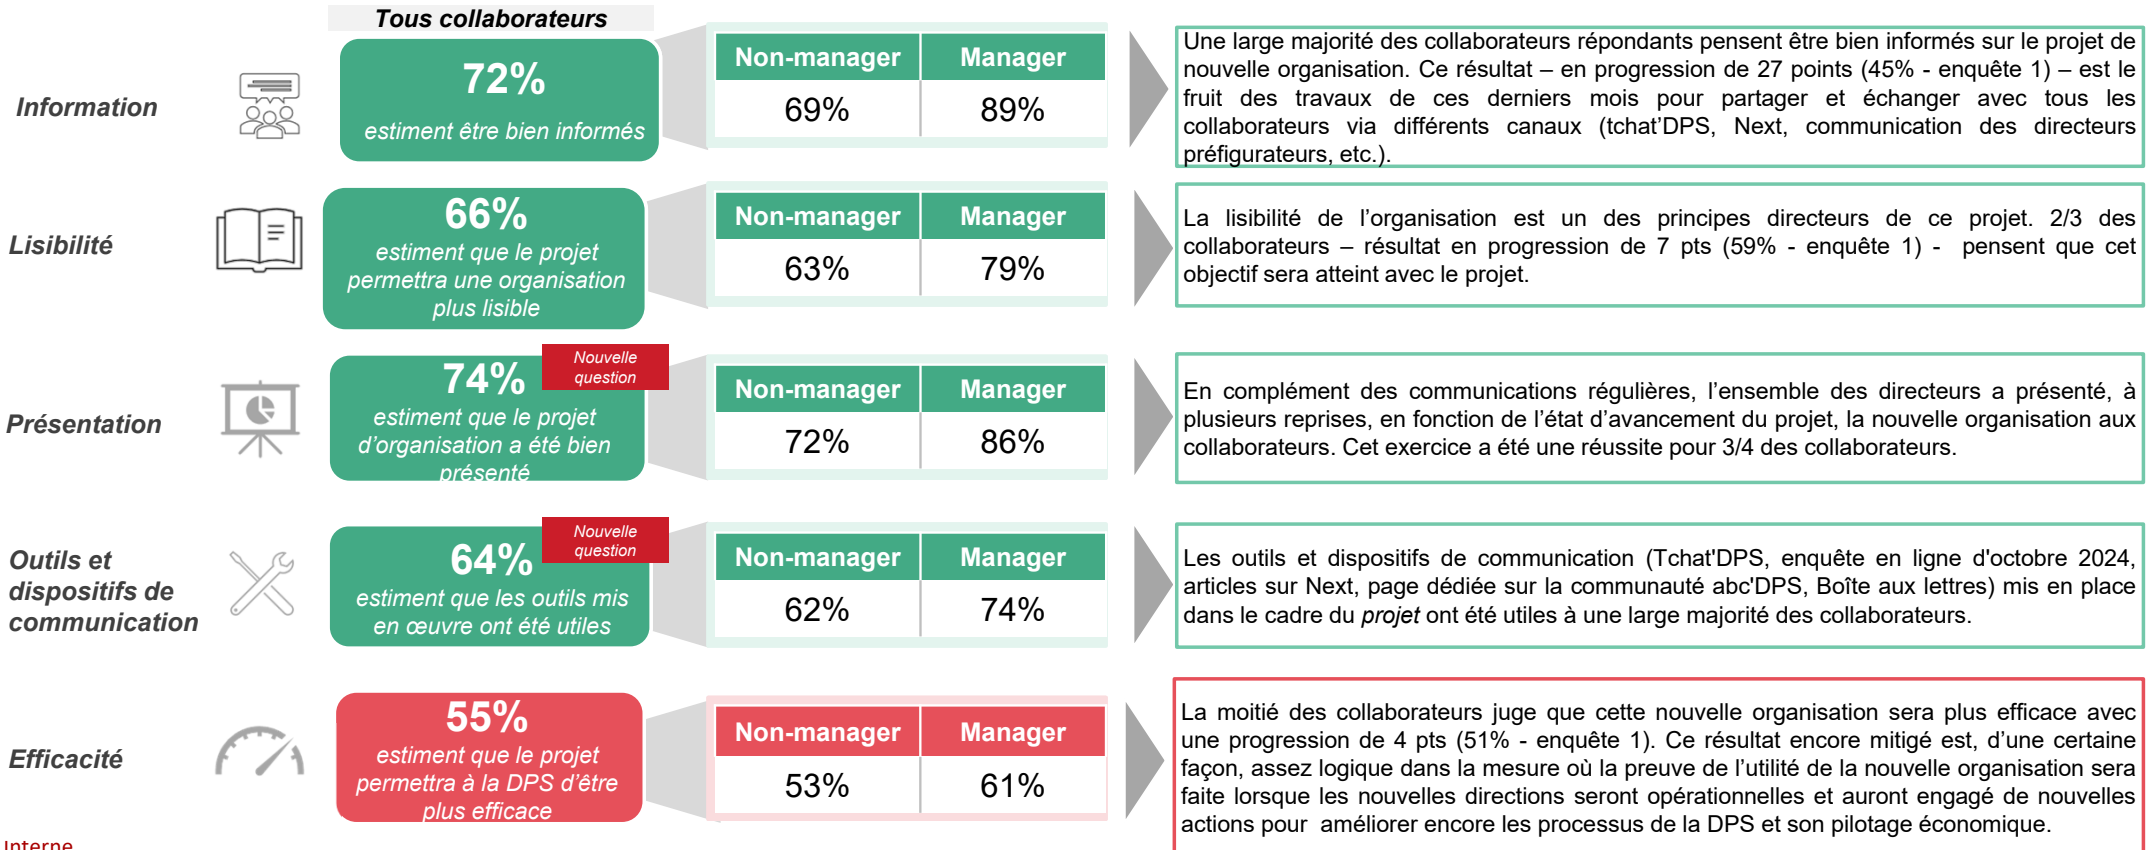 Tous collaborateurs
Information
72%
estiment être bien informés
Non-manager Manager
69% 89%
Une large majorité des collaborateurs répondants pensent être bien informés sur le projet de
nouvelle organisation. Ce résultat – en progression de 27 points (45% - enquête 1) – est le
fruit des travaux de ces derniers mois pour partager et échanger avec tous les
collaborateurs via différents canaux (tchat’DPS, Next, communication des directeurs
préfigurateurs, etc.).
Lisibilité
66%
estiment que le projet
permettra une organisation
plus lisible
Non-manager Manager
63% 79%
La lisibilité de l’organisation est un des principes directeurs de ce projet. 2/3 des
collaborateurs – résultat en progression de 7 pts (59% - enquête 1) - pensent que cet
objectif sera atteint avec le projet.
Présentation
Nouvelle
question
74%
estiment que le projet
d’organisation a été bien
présenté
Non-manager Manager
72% 86%
En complément des communications régulières, l’ensemble des directeurs a présenté, à
plusieurs reprises, en fonction de l’état d’avancement du projet, la nouvelle organisation aux
collaborateurs. Cet exercice a été une réussite pour 3/4 des collaborateurs.
Outils et
dispositifs de
communication
Nouvelle
question
64%
estiment que les outils mis
en œuvre ont été utiles
Non-manager Manager
62% 74%
Les outils et dispositifs de communication (Tchat'DPS, enquête en ligne d'octobre 2024,
articles sur Next, page dédiée sur la communauté abc'DPS, Boîte aux lettres) mis en place
dans le cadre du projet ont été utiles à une large majorité des collaborateurs.
Efficacité
55%
estiment que le projet
permettra à la DPS d’être
plus efficace
Non-manager Manager
53% 61%
La moitié des collaborateurs juge que cette nouvelle organisation sera plus efficace avec
une progression de 4 pts (51% - enquête 1). Ce résultat encore mitigé est, d’une certaine
façon, assez logique dans la mesure où la preuve de l’utilité de la nouvelle organisation sera
faite lorsque les nouvelles directions seront opérationnelles et auront engagé de nouvelles
actions pour améliorer encore les processus de la DPS et son pilotage économique.
Interne